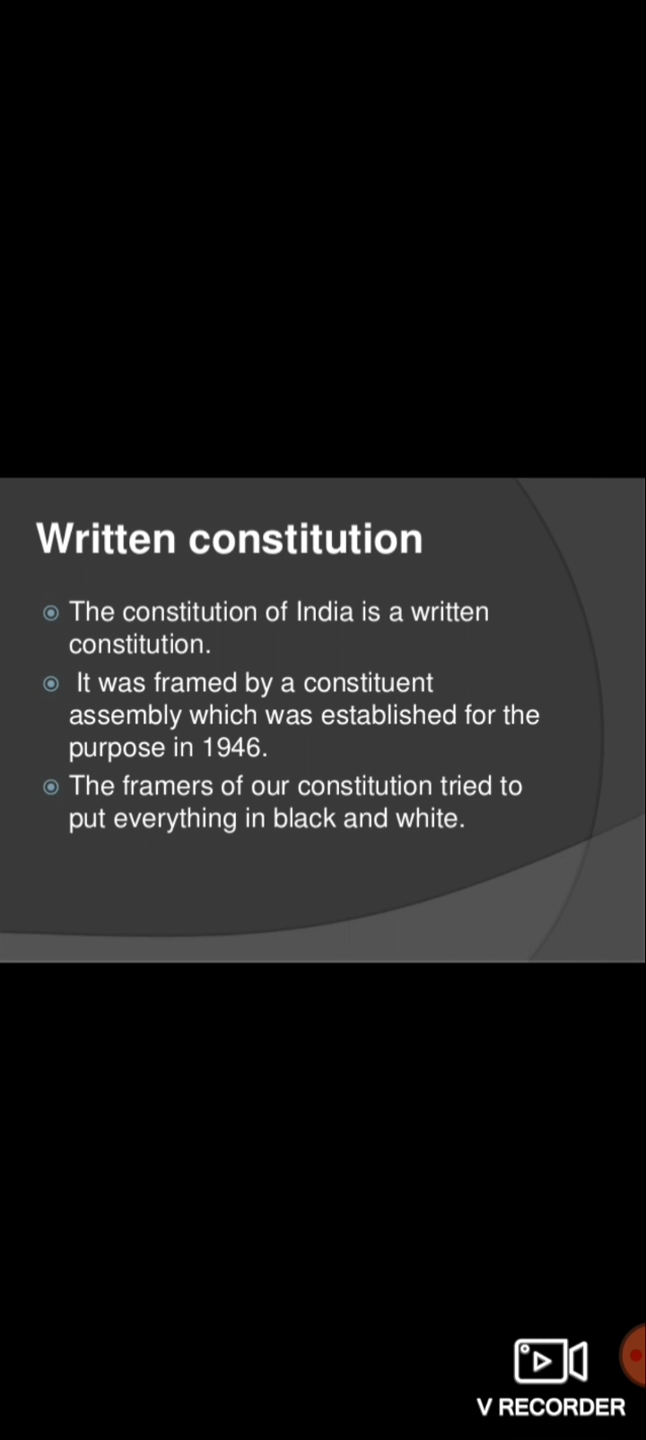 Written constitution
The constitution of India is a written
constitution.
It was framed by a constituent
assembly which was established for the
purpose in 1946.
The framers of our constitution tried to
put everything in black and white.
V RECORDER